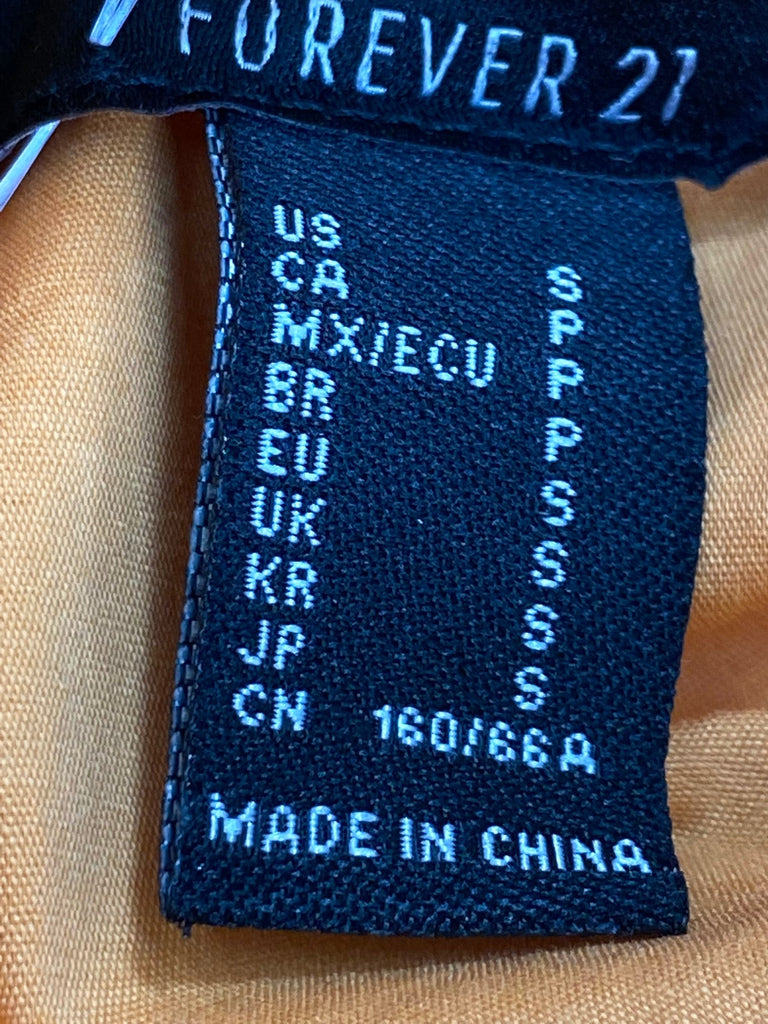 FOREVER 21
US S
CA P
MX/ECU P
BR P
EU S
UK S
KR S
JP S
CN 160/66A
MADE IN CHINA